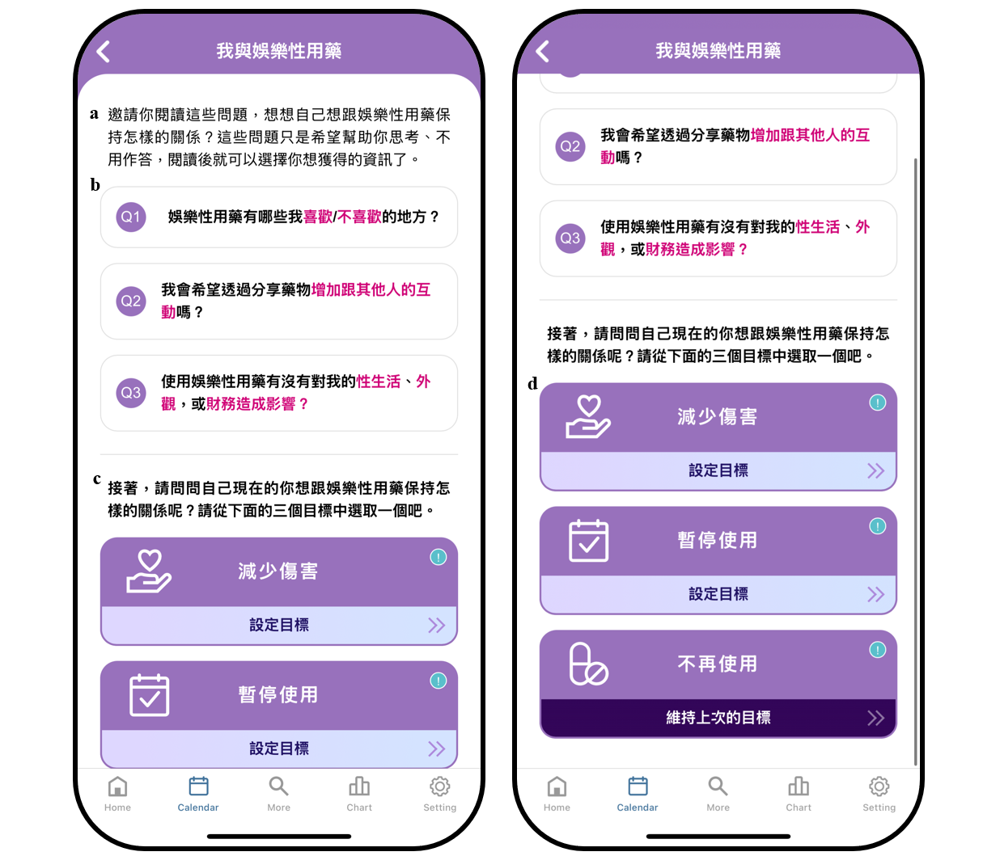 我與娛樂性用藥
a
邀請你閱讀這些問題，想想自己想跟娛樂性用藥保
持怎樣的關係？這些問題只是希望幫助你思考、不
用作答，閱讀後就可以選擇你想獲得的資訊了。
b
Q1
娛樂性用藥有哪些我喜歡/不喜歡的地方？
Q2
我會希望透過分享藥物增加跟其他人的互
動嗎？
Q3
使用娛樂性用藥有沒有對我的性生活、外
觀，或財務造成影響？
c
接著，請問問自己現在的你想跟娛樂性用藥保持怎
樣的關係呢？請從下面的三個目標中選取一個吧。
減少傷害
!
設定目標
暫停使用
!
設定目標
Home
Calendar
More
Chart
Setting
我與娛樂性用藥
Q2
我會希望透過分享藥物增加跟其他人的互
動嗎？
Q3
使用娛樂性用藥有沒有對我的性生活、外
觀，或財務造成影響？
接著，請問問自己現在的你想跟娛樂性用藥保持怎
樣的關係呢？請從下面的三個目標中選取一個吧。
d
減少傷害
!
設定目標
暫停使用
!
設定目標
不再使用
!
維持上次的目標
Home
Calendar
More
Chart
Setting